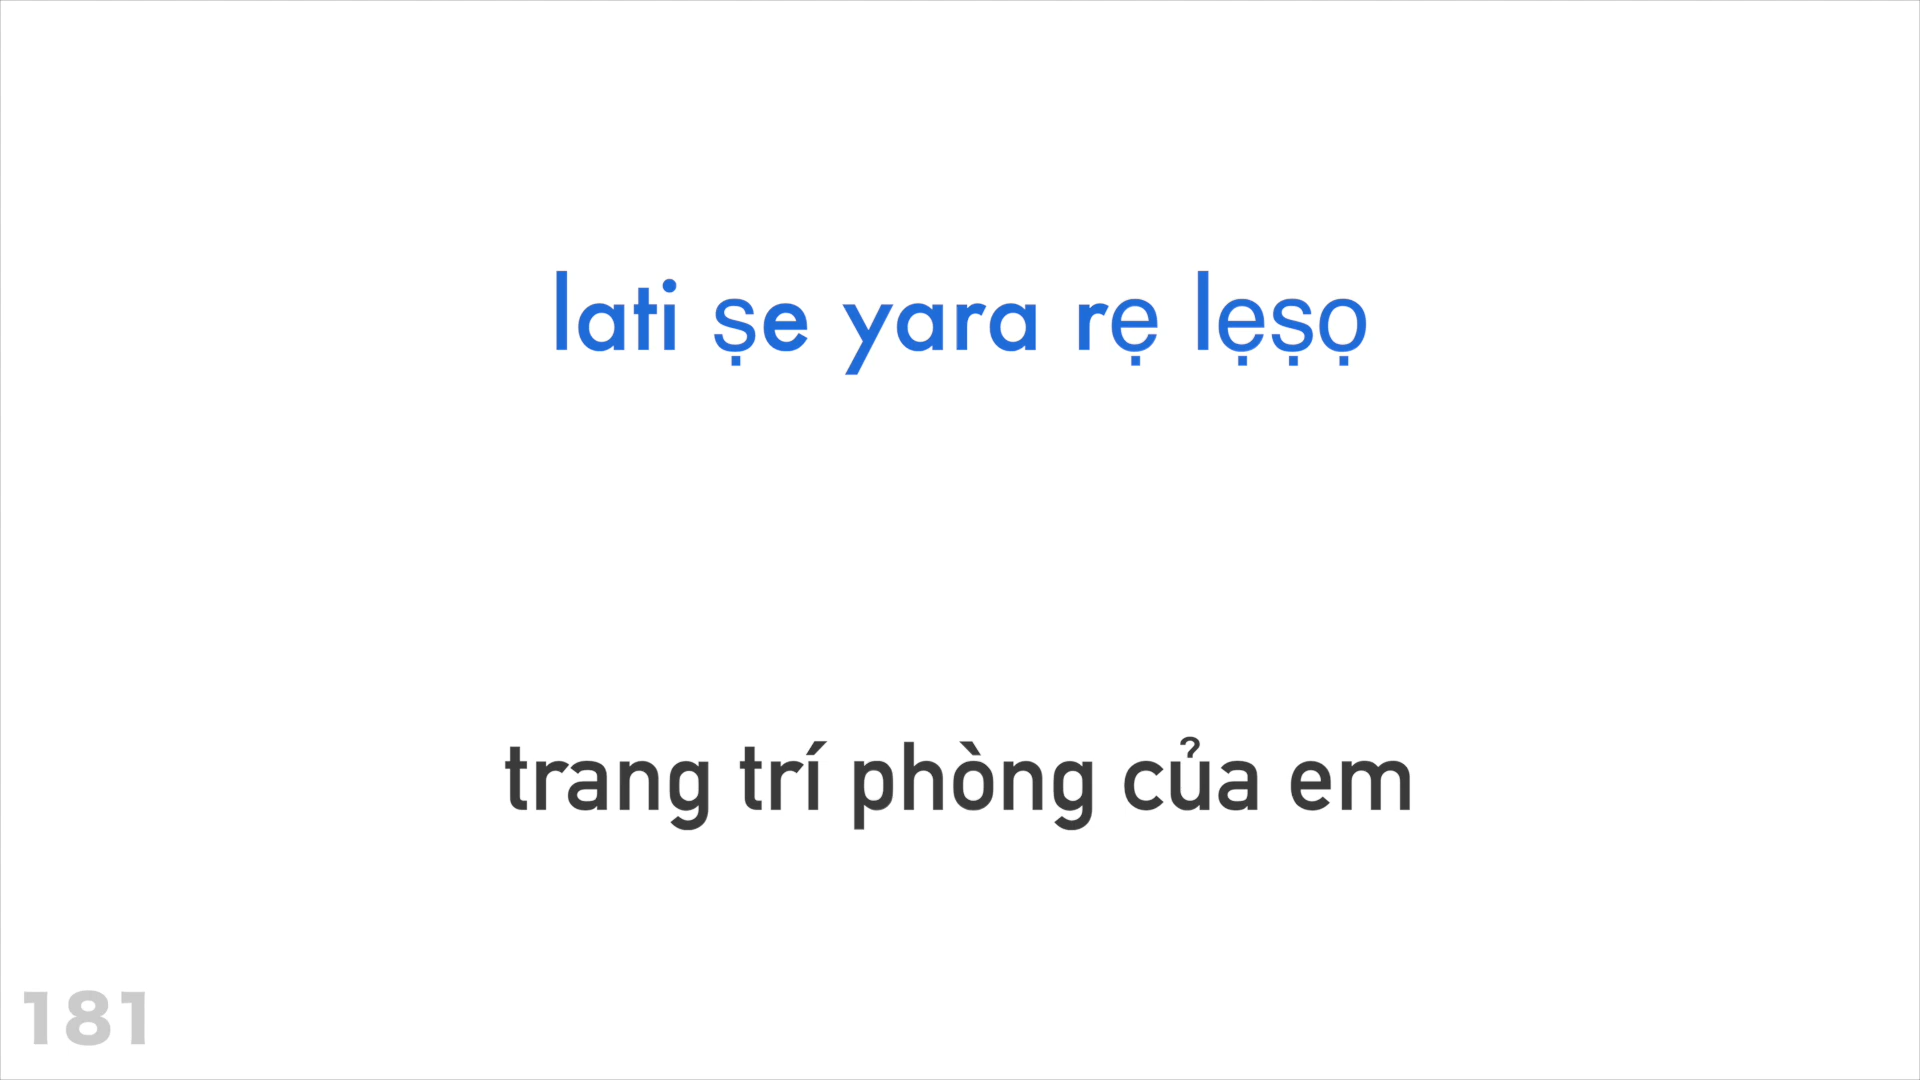 lati ṣe yara rẹ lẹṣọ
trang trí phòng của em
181